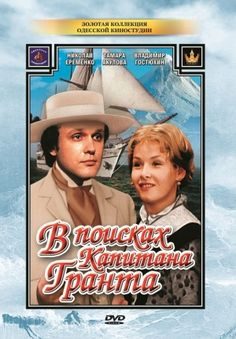 ЗОЛОТАЯ КОЛЛЕКЦИЯ
ОДЕССКОЙ КИНОСТУДИИ
НИКОЛАЙ ТАМАРА ВЛАДИМИР
ЕРЕМЕНКО АКУЛОВА ГОСТЮХИН
В поисках
Капитана
Гранта
DVD